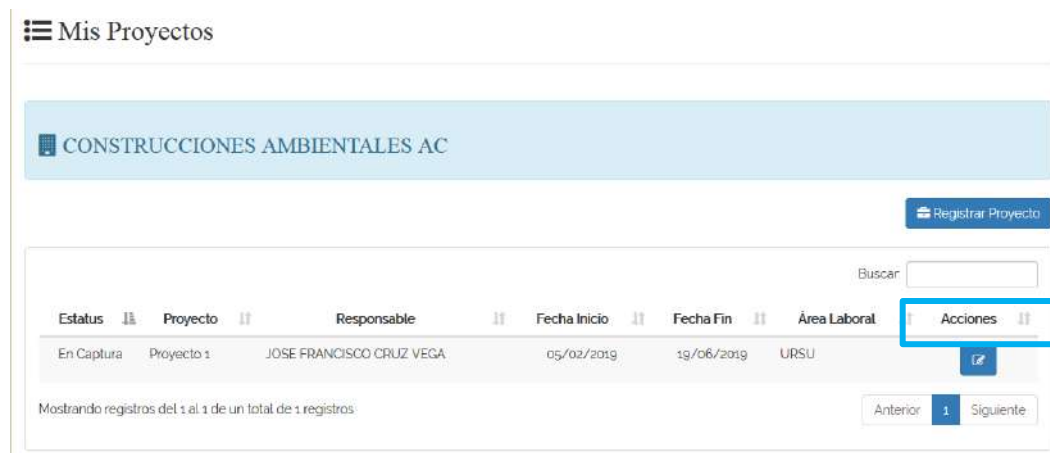 Mis Proyectos
CONSTRUCCIONES AMBIENTALES AC
Registrar Proyecto
Buscar
Estatus Proyecto Responsable Fecha Inicio Fecha Fin Área Laboral Acciones
En Captura Proyecto 1 JOSE FRANCISCO CRUZ VEGA 05/02/2019 19/06/2019 URSU
Mostrando registros del 1 al 1 de un total de 1 registros Anterior 1 Siguiente